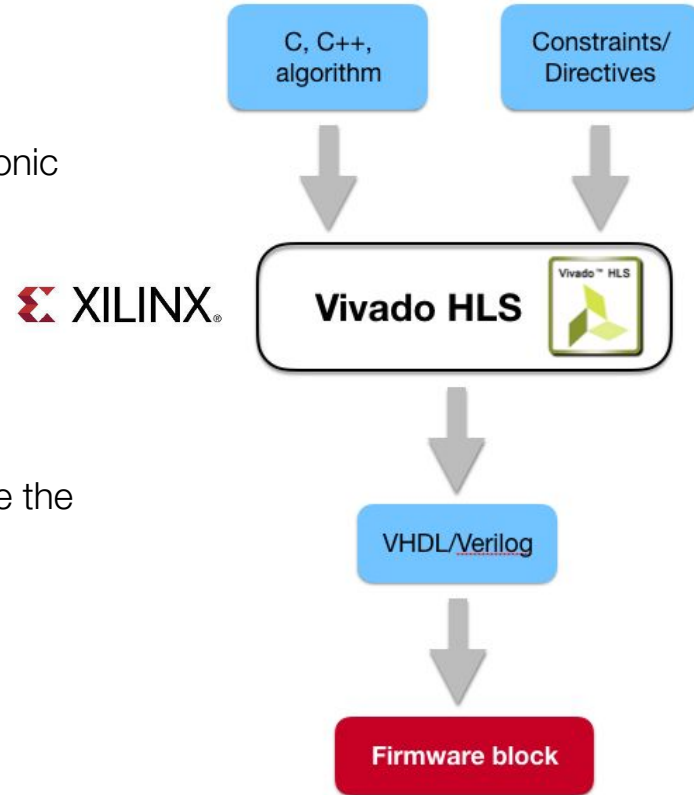 C, C++,
algorithm
Constraints/
Directives
onic
XILINX®
Vivado HLS
Vivado™ HLS
e the
VHDL/Verilog
Firmware block